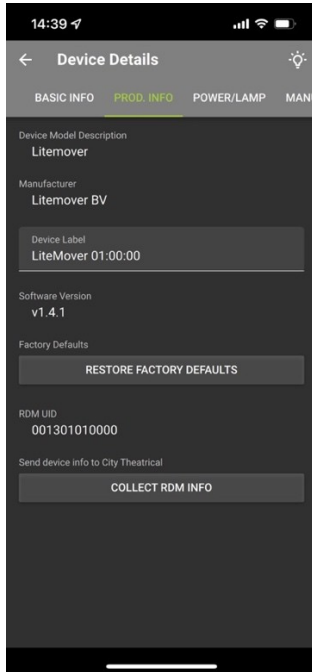 14:39
Device Details
BASIC INFO PROD. INFO POWER/LAMP MANU
Device Model Description
Litemover
Manufacturer
Litemover BV
Device Label
LiteMover 01:00:00
Software Version
v1.4.1
Factory Defaults
RESTORE FACTORY DEFAULTS
RDM UID
001301010000
Send device info to City Theatrical
COLLECT RDM INFO